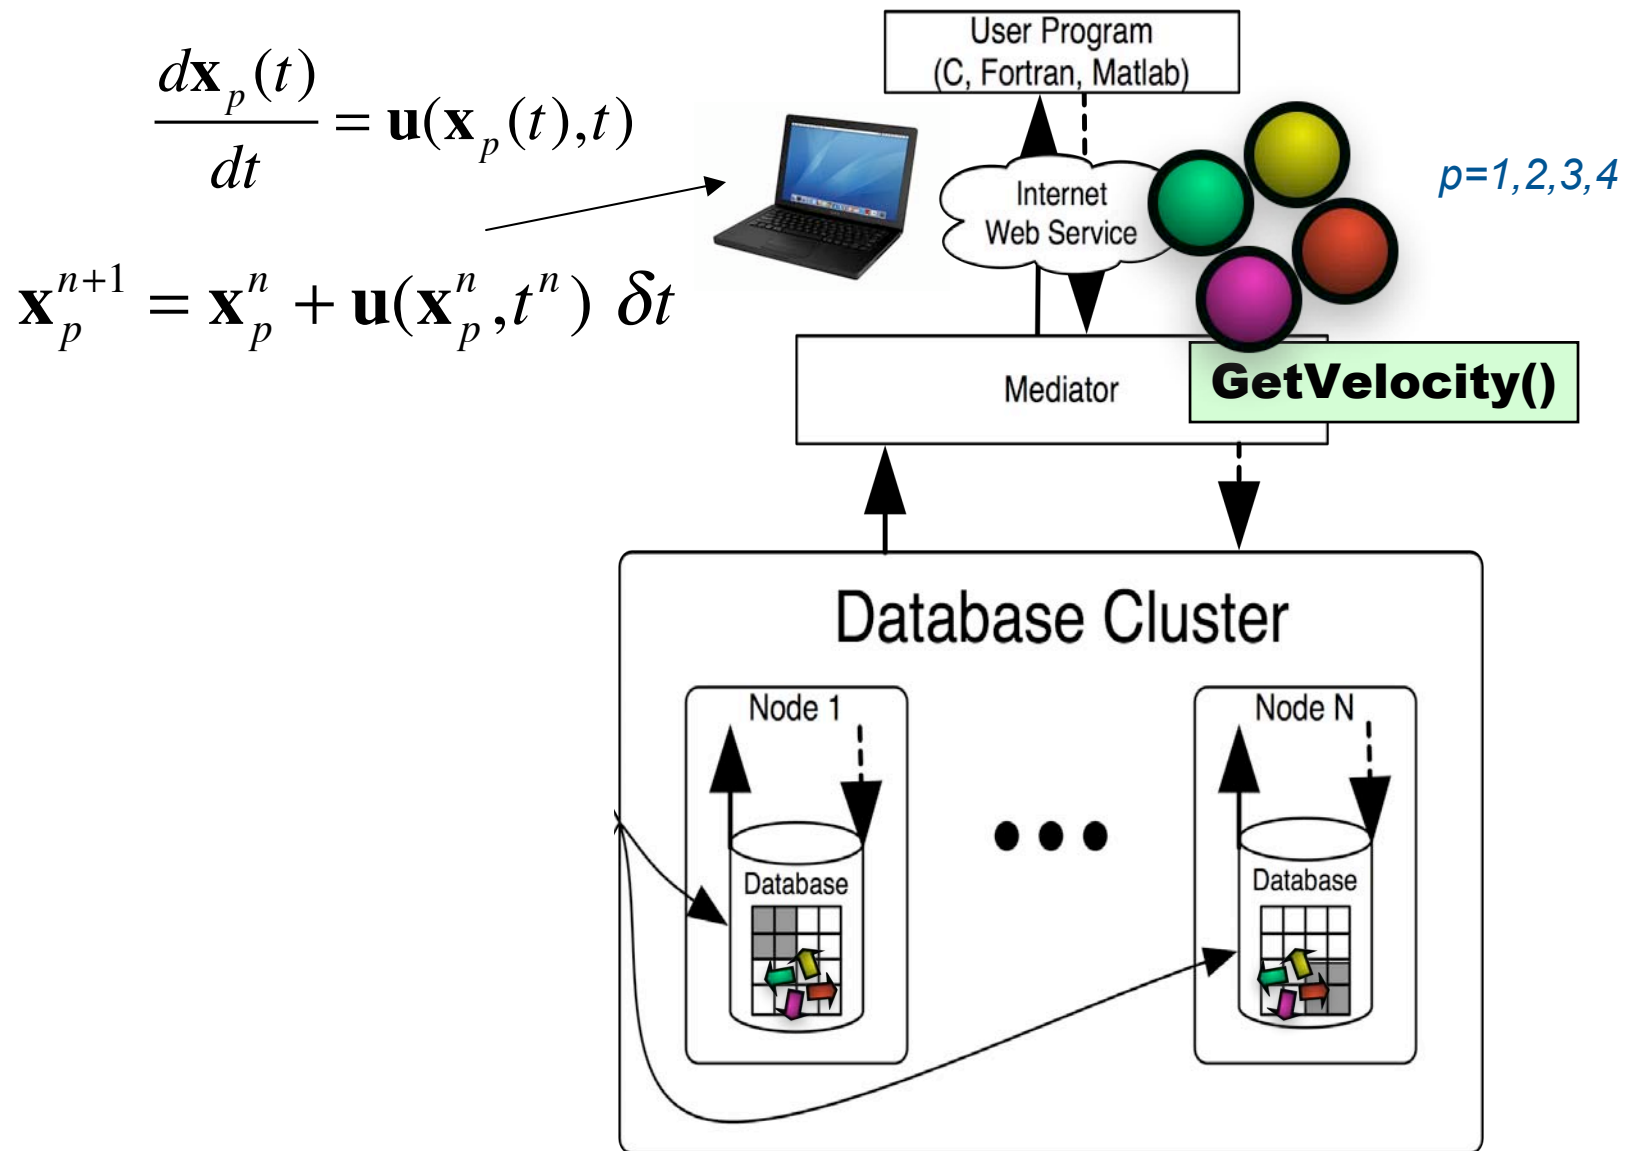 User Program
(C, Fortran, Matlab)
d𝐱_p(t)/dt = 𝐮(𝐱_p(t),t)
p=1,2,3,4
Internet
Web Service
𝐱_p^{n+1} = 𝐱_p^n + 𝐮(𝐱_p^n,t^n) δt
Mediator
GetVelocity()
Database Cluster
Node 1
Node N
Database
Database